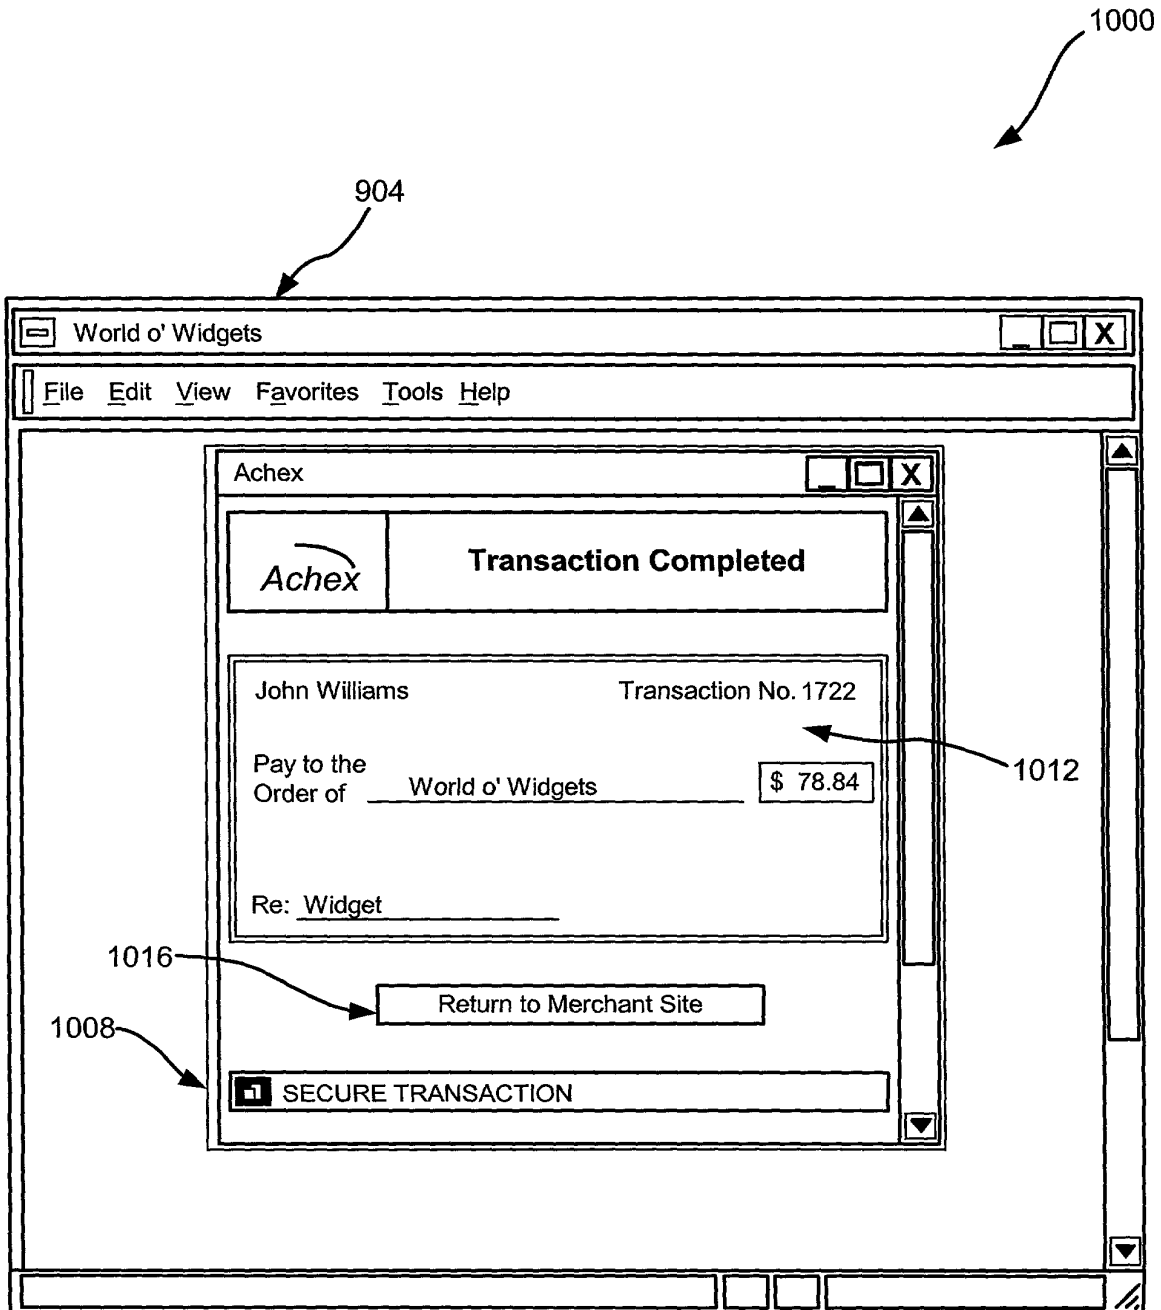 1000
904
World o' Widgets
X
File Edit View Favorites Tools Help
Achex
X
Achex
Transaction Completed
John Williams Transaction No. 1722
Pay to the
Order of World o' Widgets $ 78.84
1012
Re: Widget
1016
Return to Merchant Site
1008
SECURE TRANSACTION